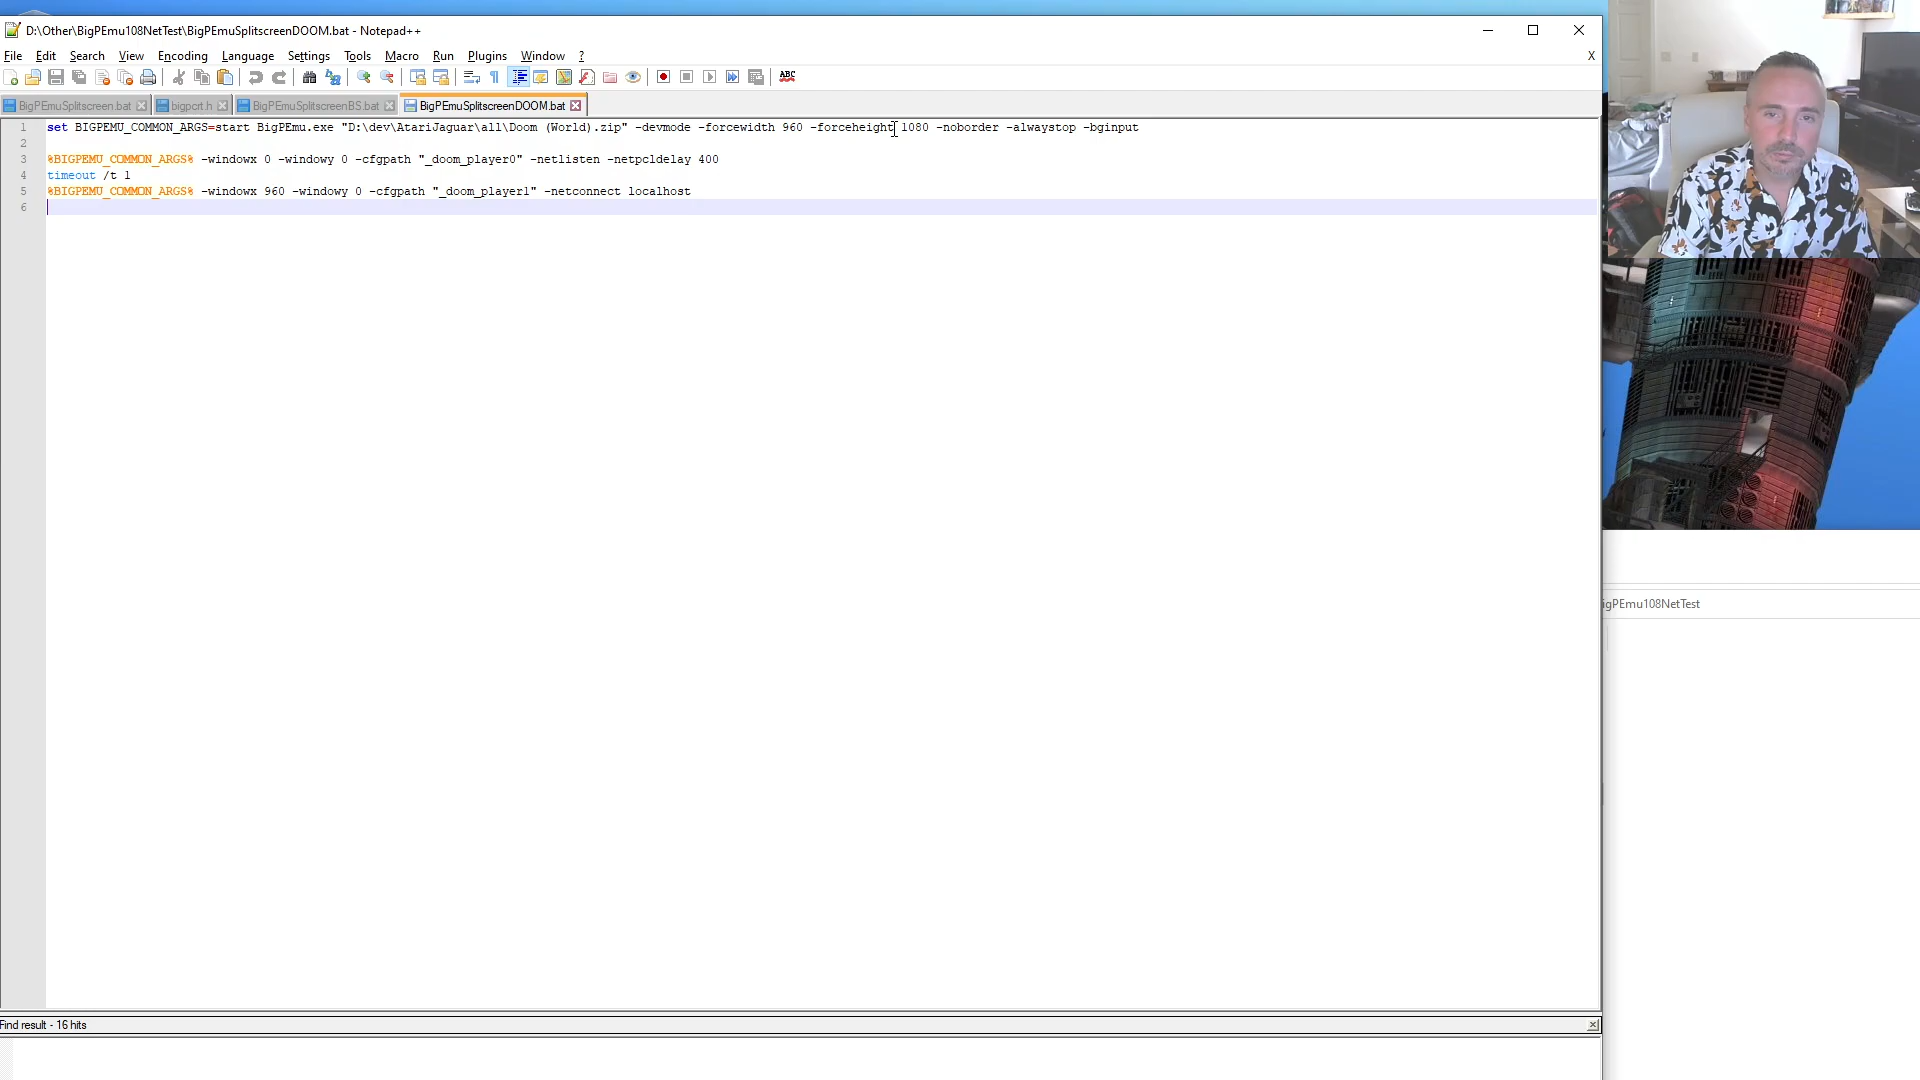 D:\Other\BigPEmu108NetTest\BigPEmuSplitscreenDOOM.bat - Notepad++
File Edit Search View Encoding Language Settings Tools Macro Run Plugins Window ? X
BigPEmuSplitscreen.bat bigpcrt.h BigPEmuSplitscreenBS.bat BigPEmuSplitscreenDOOM.bat
1 set BIGPEMU_COMMON_ARGS=start BigPEmu.exe "D:\dev\AtariJaguar\all\Doom (World).zip" -devmode -forcewidth 960 -forceheight 1080 -noborder -alwaystop -bginput
2
3 %BIGPEMU_COMMON_ARGS% -windowx 0 -windowy 0 -cfgpath "_doom_player0" -netlisten -netpcldelay 400
4 timeout /t 1
5 %BIGPEMU_COMMON_ARGS% -windowx 960 -windowy 0 -cfgpath "_doom_player1" -netconnect localhost
6
igPEmu108NetTest
Find result - 16 hits